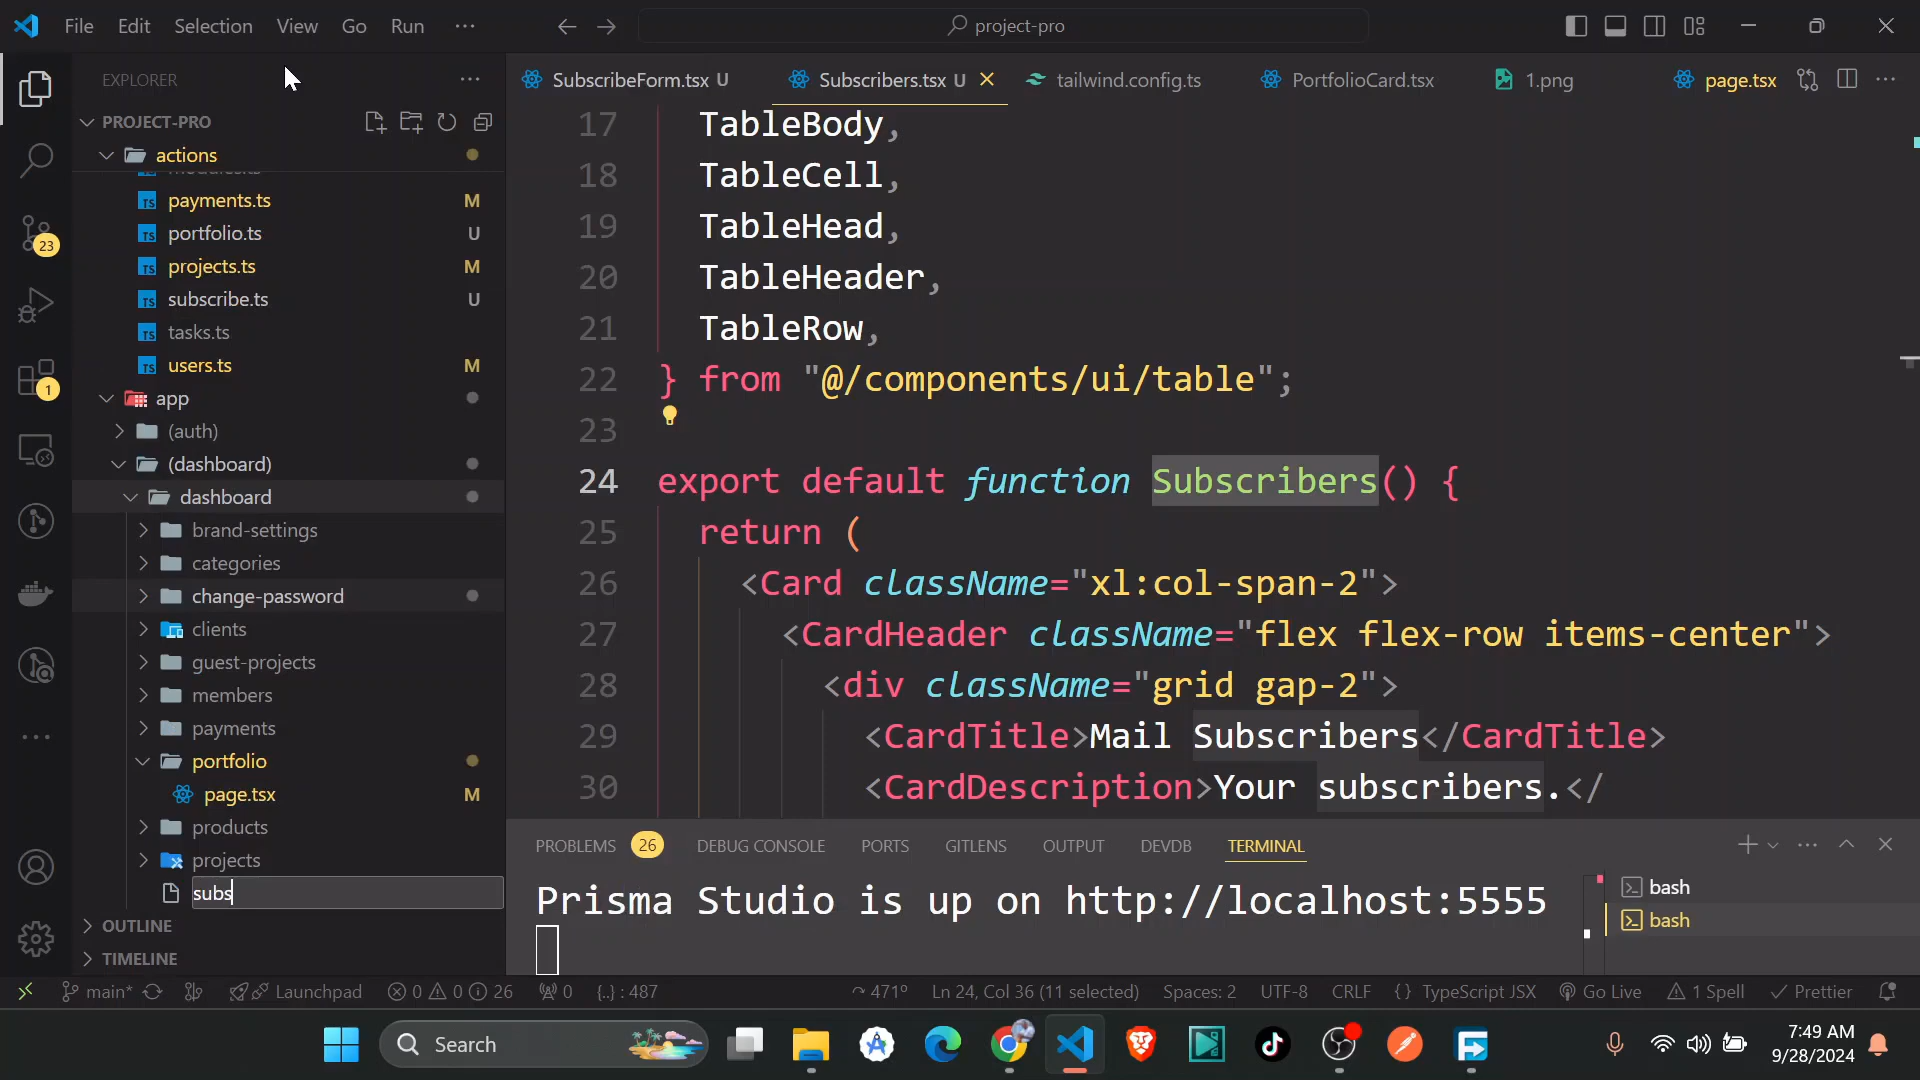 File Edit Selection View Go Run ···
project-pro
EXPLORER
PROJECT-PRO
actions
payments.ts M
portfolio.ts U
projects.ts M
subscribe.ts U
tasks.ts
users.ts M
app
(auth)
(dashboard)
dashboard
brand-settings
categories
change-password
clients
guest-projects
members
payments
portfolio
page.tsx M
products
projects
subs
OUTLINE
TIMELINE
23
1
SubscribeForm.tsx U
Subscribers.tsx U
tailwind.config.ts
PortfolioCard.tsx
1.png
page.tsx
17 TableBody,
18 TableCell,
19 TableHead,
20 TableHeader,
21 TableRow,
22 } from "@/components/ui/table";
23
24 export default function Subscribers() {
25 return (
26 <Card className="xl:col-span-2">
27 <CardHeader className="flex flex-row items-center">
28 <div className="grid gap-2">
29 <CardTitle>Mail Subscribers</CardTitle>
30 <CardDescription>Your subscribers.</
PROBLEMS 26 DEBUG CONSOLE PORTS GITLENS OUTPUT DEVDB TERMINAL
Prisma Studio is up on http://localhost:5555
bash
bash
main* Launchpad 0 0 26 0 {..} : 487 471° Ln 24, Col 36 (11 selected) Spaces: 2 UTF-8 CRLF {} TypeScript JSX Go Live 1 Spell Prettier
Search
7:49 AM
9/28/2024